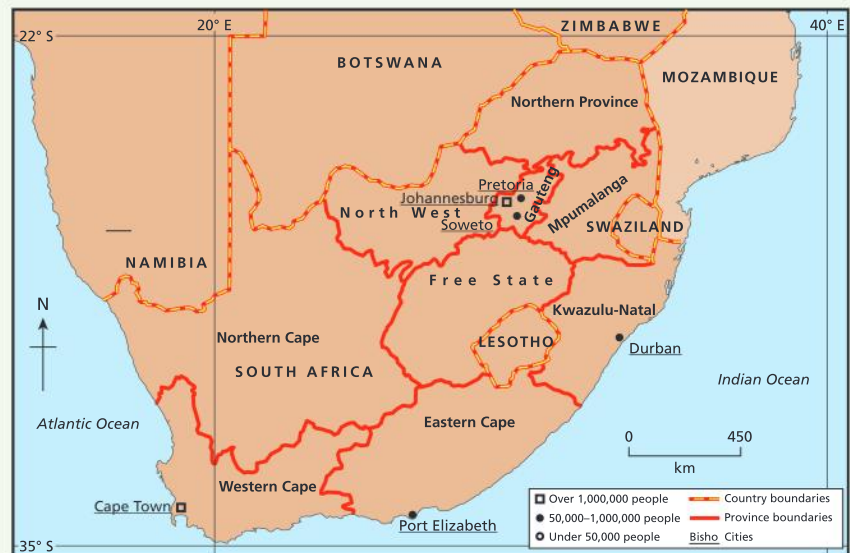 20° E
40° E
22° S
ZIMBABWE
BOTSWANA
MOZAMBIQUE
Northern Province
Pretoria
Johannesburg
Gauteng
Mpumalanga
North West
Soweto
SWAZILAND
NAMIBIA
Free State
N
Kwazulu-Natal
Northern Cape
LESOTHO
Durban
SOUTH AFRICA
Indian Ocean
Atlantic Ocean
Eastern Cape
0 450
km
Western Cape
Cape Town
Port Elizabeth
35° S
Over 1,000,000 people
Country boundaries
50,000–1,000,000 people
Province boundaries
Under 50,000 people
Bisho Cities